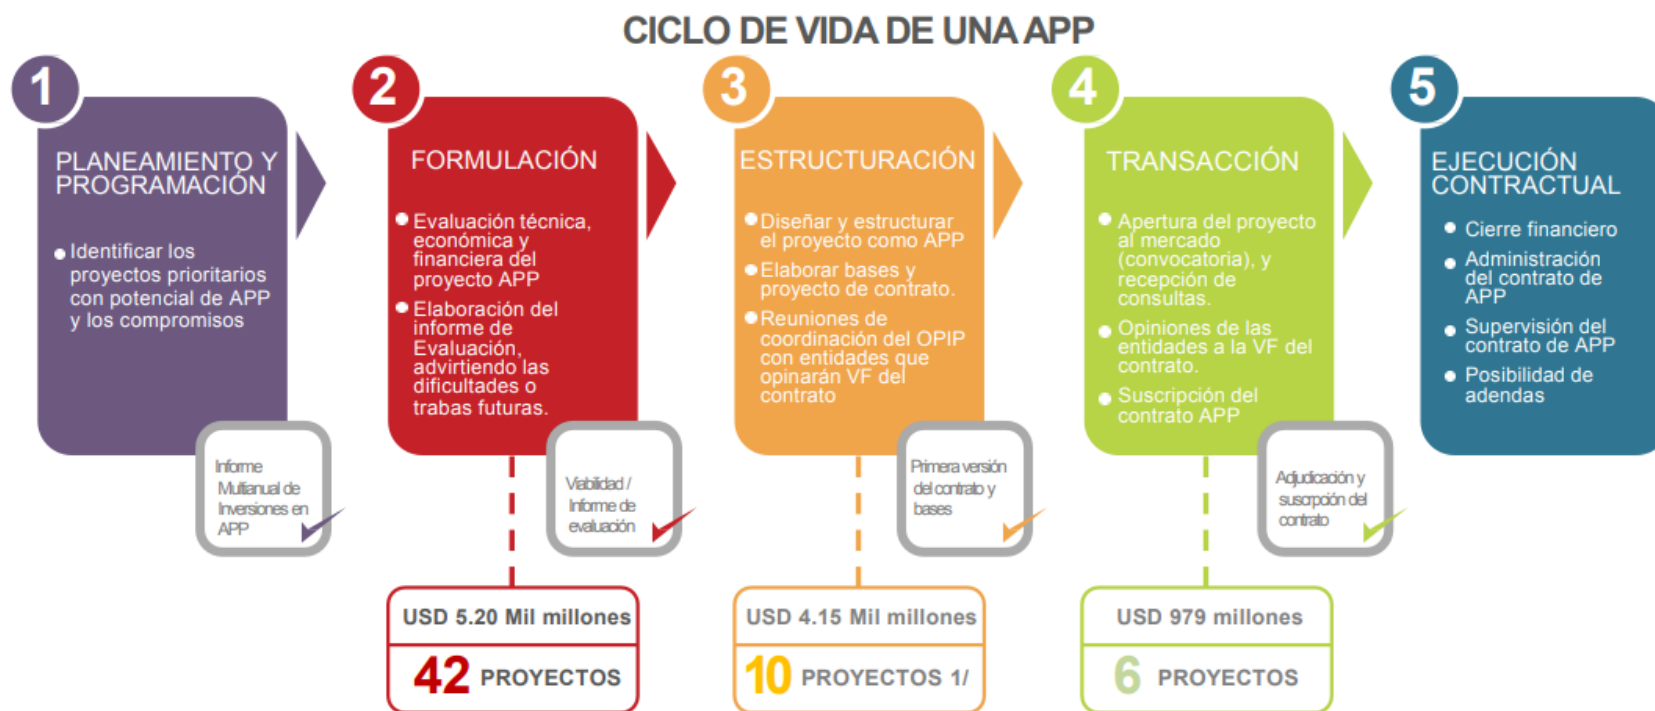 CICLO DE VIDA DE UNA APP
1
PLANEAMIENTO Y
PROGRAMACIÓN
Identificar los
proyectos prioritarios
con potencial de APP
y los compromisos
Informe
Multianual de
Inversiones en
APP
2
FORMULACIÓN
Evaluación técnica,
económica y
financiera del
proyecto APP
Elaboración del
informe de
Evaluación,
advirtiendo las
dificultades o
trabas futuras.
Viabilidad /
Informe de
evaluación
USD 5.20 Mil millones
42 PROYECTOS
3
ESTRUCTURACIÓN
Diseñar y estructurar
el proyecto como APP
Elaborar bases y
proyecto de contrato.
Reuniones de
coordinación del OPIP
con entidades que
opinarán VF del
contrato
Primera versión
del contrato y
bases
USD 4.15 Mil millones
10 PROYECTOS 1/
4
TRANSACCIÓN
Apertura del proyecto
al mercado
(convocatoria), y
recepción de
consultas.
Opiniones de las
entidades a la VF del
contrato.
Suscripción del
contrato APP
Adjudicación y
suscrpción del
contrato
USD 979 millones
6 PROYECTOS
5
EJECUCIÓN
CONTRACTUAL
Cierre financiero
Administración
del contrato de
APP
Supervisión del
contrato de APP
Posibilidad de
adendas